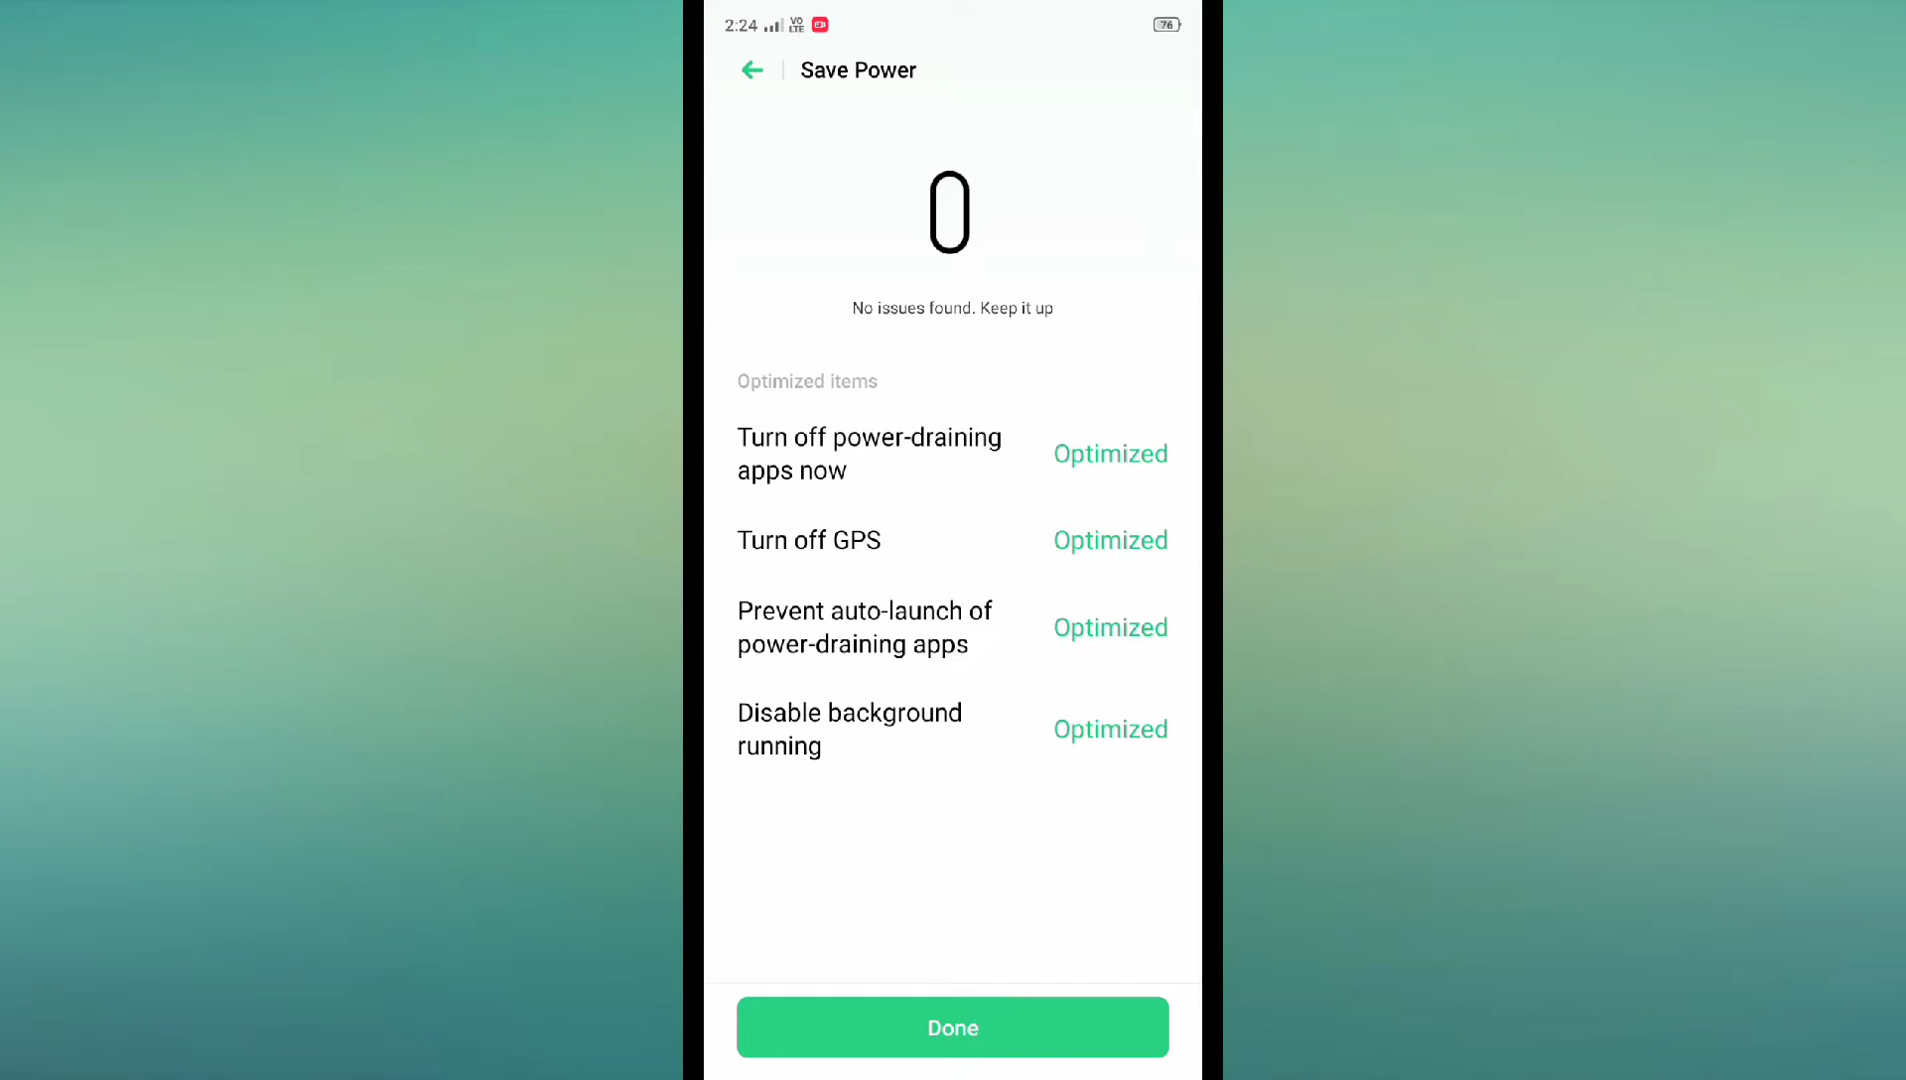 2:24 VO LTE 76
Save Power
0
No issues found. Keep it up
Optimized items
Turn off power-draining
apps now
Optimized
Turn off GPS
Optimized
Prevent auto-launch of
power-draining apps
Optimized
Disable background
running
Optimized
Done